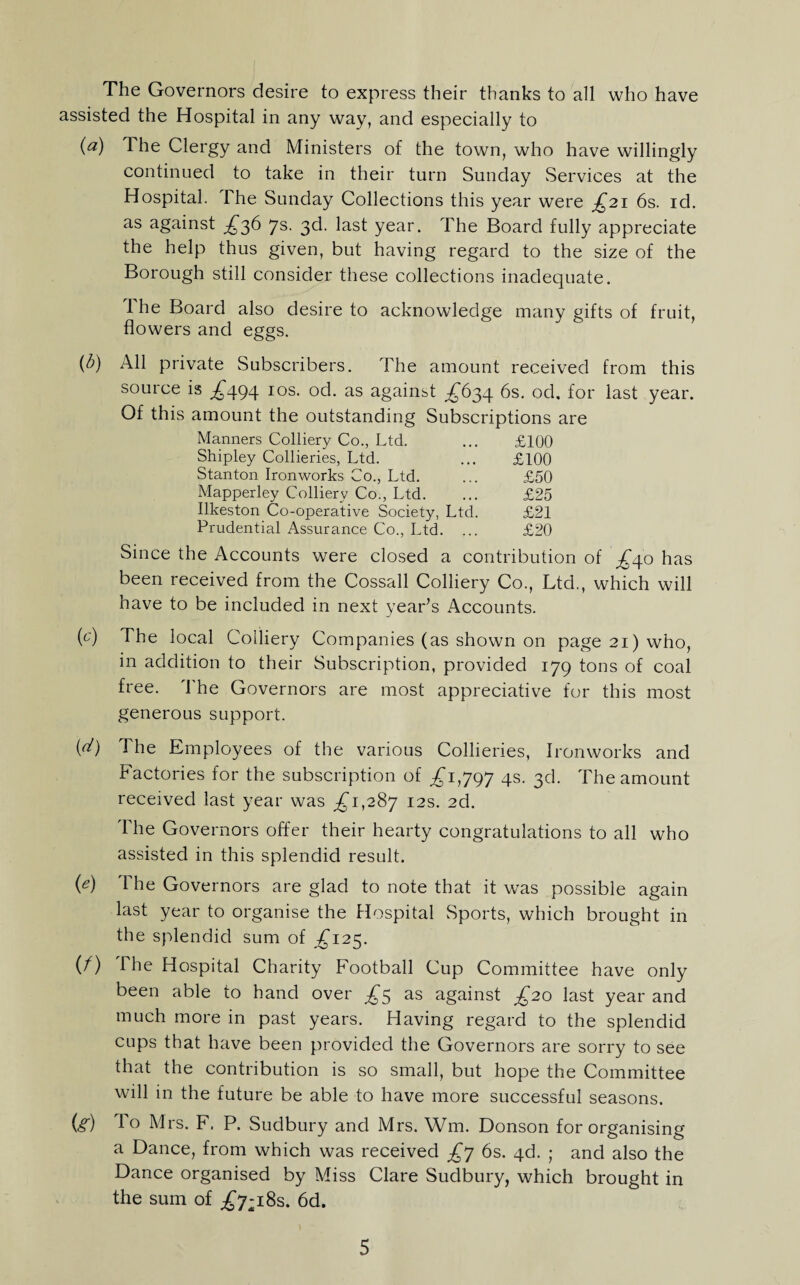 The Governors desire to express their thanks to all who have
assisted the Hospital in any way, and especially to
(a) The Clergy and Ministers of the town, who have willingly
continued to take in their turn Sunday Services at the
Hospital. The Sunday Collections this year were £21 6s. 1d.
as against £36 7s. 3d. last year. The Board fully appreciate
the help thus given, but having regard to the size of the
Borough still consider these collections inadequate.
The Board also desire to acknowledge many gifts of fruit,
flowers and eggs.
(b) All private Subscribers. The amount received from this
source is £494 10s. 0d. as against £634 6s. 0d. for last year.
Of this amount the outstanding Subscriptions are
Manners Colliery Co., Ltd. ... £100
Shipley Collieries, Ltd. ... £100
Stanton Ironworks Co., Ltd. ... £50
Mapperley Colliery Co., Ltd. ... £25
Ilkeston Co-operative Society, Ltd. £21
Prudential Assurance Co., Ltd. ... £20
Since the Accounts were closed a contribution of £40 has
been received from the Cossall Colliery Co., Ltd., which will
have to be included in next year's Accounts.
(c) The local Colliery Companies (as shown on page 21) who,
in addition to their Subscription, provided 179 tons of coal
free. The Governors are most appreciative for this most
generous support.
(d) The Employees of the various Collieries, Ironworks and
Factories for the subscription of £1,797 4s. 3d. The amount
received last year was £1,287 12s. 2d.
The Governors offer their hearty congratulations to all who
assisted in this splendid result.
(e) The Governors are glad to note that it was possible again
last year to organise the Hospital Sports, which brought in
the splendid sum of £125.
(f) The Hospital Charity Football Cup Committee have only
been able to hand over £5 as against £20 last year and
much more in past years. Having regard to the splendid
cups that have been provided the Governors are sorry to see
that the contribution is so small, but hope the Committee
will in the future be able to have more successful seasons.
(g) To Mrs. F. P. Sudbury and Mrs. Wm. Donson for organising
a Dance, from which was received £7 6s. 4d. ; and also the
Dance organised by Miss Clare Sudbury, which brought in
the sum of £7:18s. 6d.
5